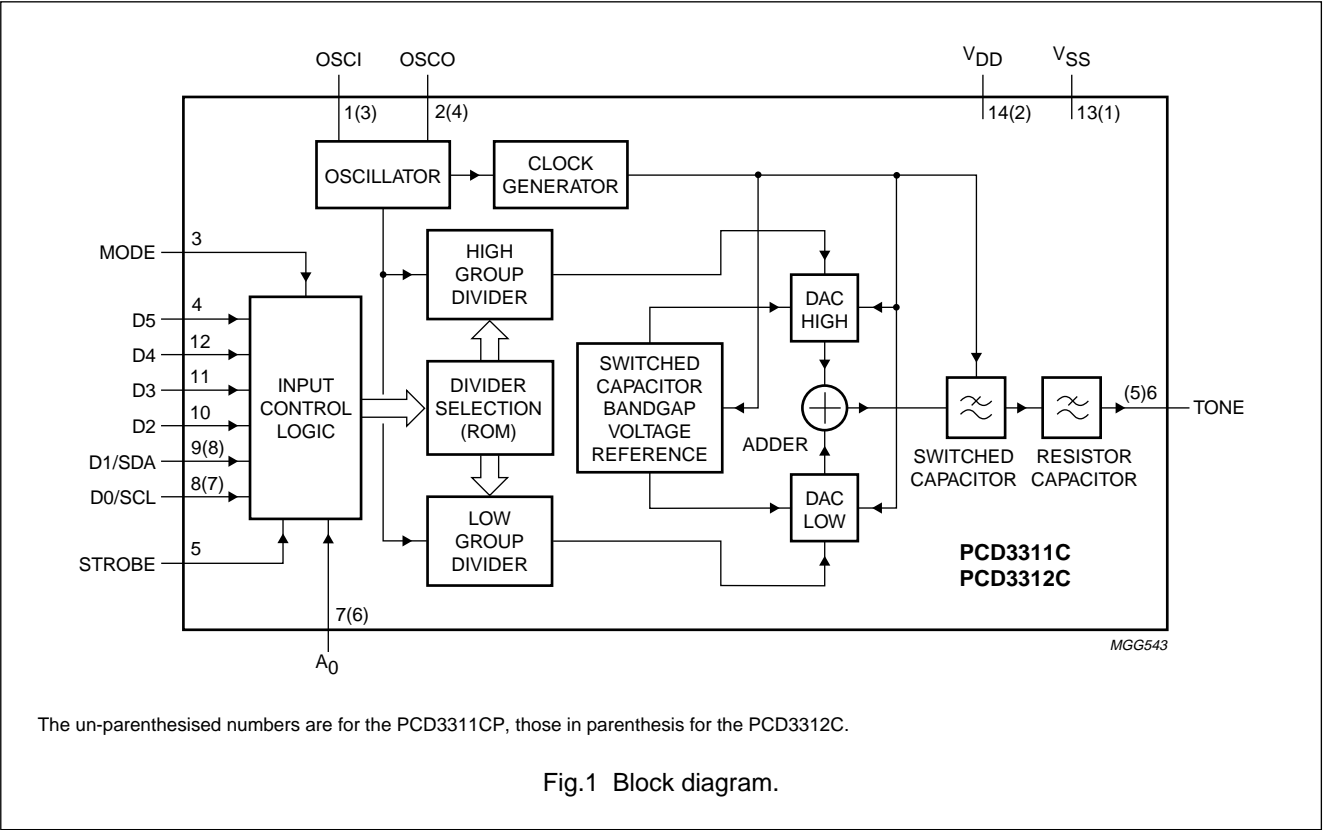 OSCI
OSCO
VDD
VSS
1(3)
2(4)
14(2)
13(1)
OSCILLATOR
CLOCK
GENERATOR
MODE
3
D5
4
D4
12
D3
11
D2
10
D1/SDA
9(8)
D0/SCL
8(7)
STROBE
5
7(6)
A0
INPUT
CONTROL
LOGIC
HIGH
GROUP
DIVIDER
DIVIDER
SELECTION
(ROM)
LOW
GROUP
DIVIDER
SWITCHED
CAPACITOR
BANDGAP
VOLTAGE
REFERENCE
DAC
HIGH
ADDER
DAC
LOW
SWITCHED
CAPACITOR
RESISTOR
CAPACITOR
(5)6
TONE
PCD3311C
PCD3312C
MGG543
The un-parenthesised numbers are for the PCD3311CP, those in parenthesis for the PCD3312C.
Fig.1 Block diagram.